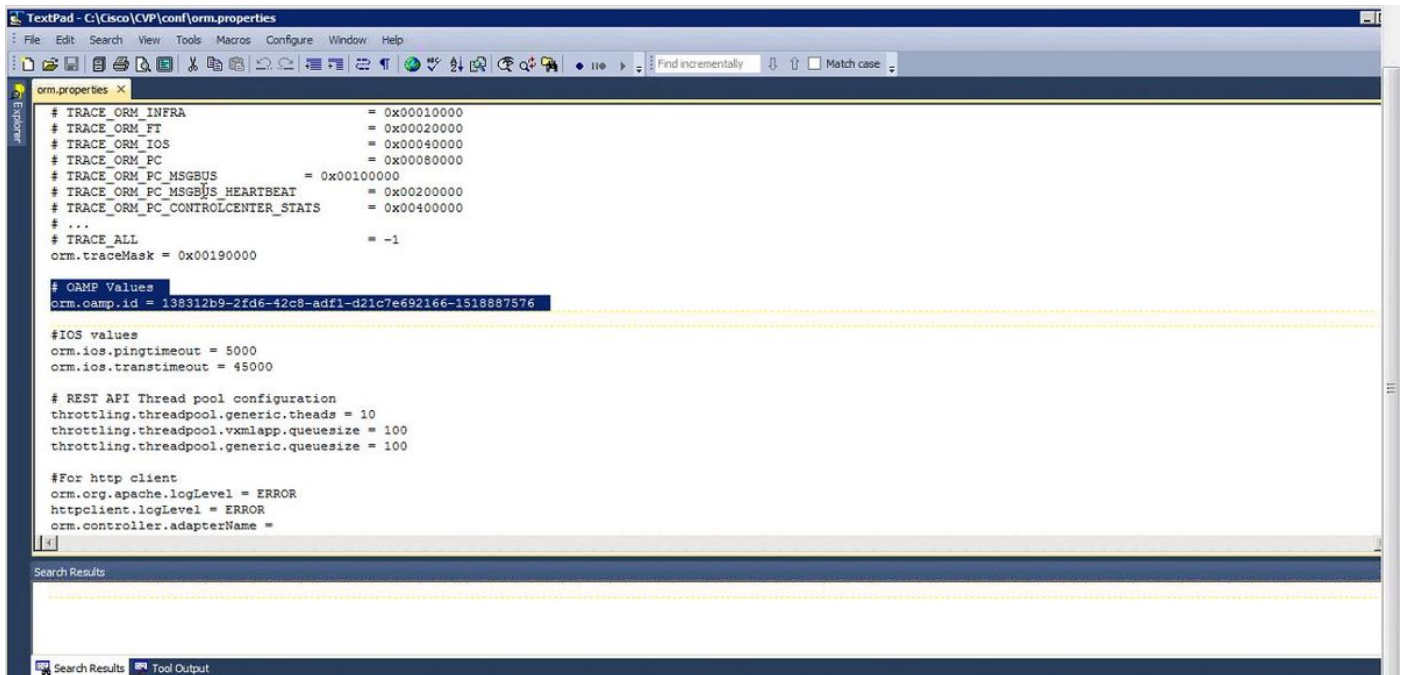 TextPad - C:\Cisco\CVP\conf\orm.properties
File Edit Search View Tools Macros Configure Window Help
Find incrementally Match case
orm.properties
Explorer
# TRACE_ORM_INFRA = 0x00010000
# TRACE_ORM_FT = 0x00020000
# TRACE_ORM_IOS = 0x00040000
# TRACE_ORM_PC = 0x00080000
# TRACE_ORM_PC_MSGBUS = 0x00100000
# TRACE_ORM_PC_MSGBUS_HEARTBEAT = 0x00200000
# TRACE_ORM_PC_CONTROLCENTER_STATS = 0x00400000
# ...
# TRACE_ALL = -1
orm.traceMask = 0x00190000
# OAMP Values
orm.oamp.id = 138312b9-2fd6-42c8-adf1-d21c7e692166-1518887576
#IOS values
orm.ios.pingtimeout = 5000
orm.ios.transtimeout = 45000
# REST API Thread pool configuration
throttling.threadpool.generic.theads = 10
throttling.threadpool.vxmlapp.queuesize = 100
throttling.threadpool.generic.queuesize = 100
#For http client
orm.org.apache.logLevel = ERROR
httpclient.logLevel = ERROR
orm.controller.adapterName =
Search Results
Search Results Tool Output